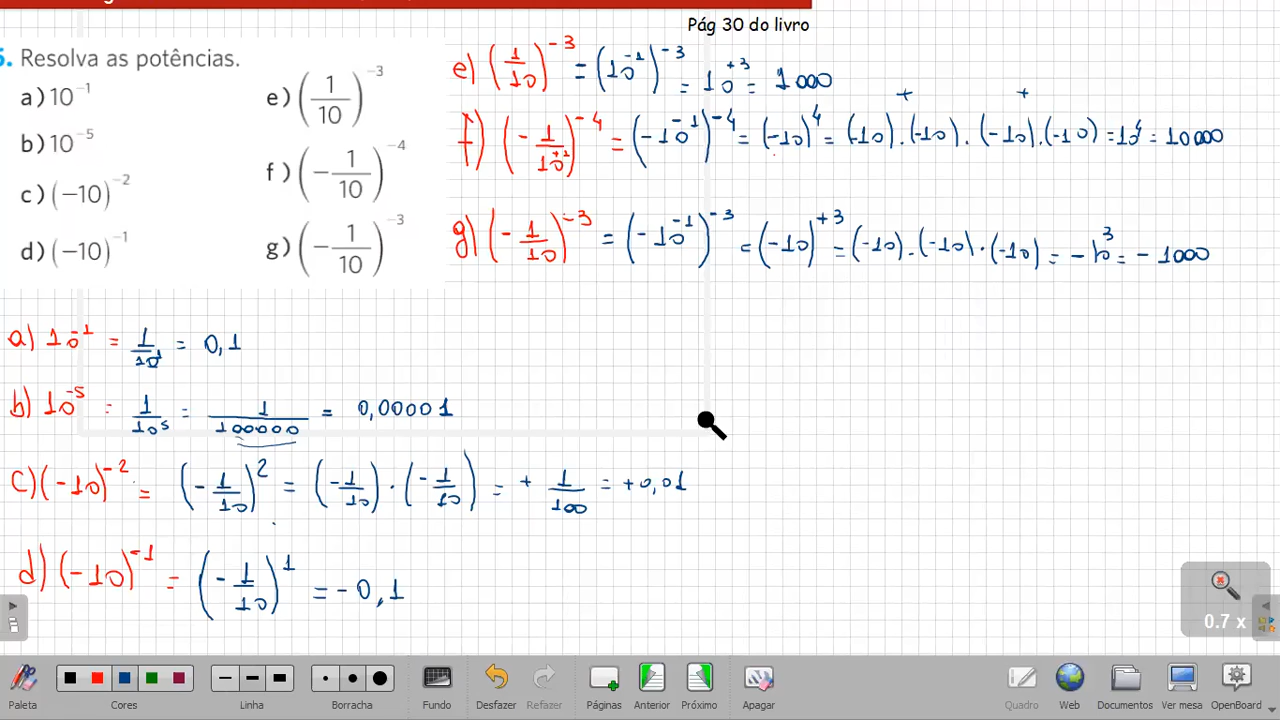 Pág 30 do livro
5. Resolva as potências.
a) 10^{-1}
b) 10^{-5}
c) (−10)^{-2}
d) (−10)^{-1}
e) (1/10)^{-3}
f) (−1/10)^{-4}
g) (−1/10)^{-3}
e) (1/10)^{-3} = (10^{-1})^{-3} = 10^{+3} = 1000
f) (-1/10^{+1})^{-4} = (-10^{-1})^{-4} = (-10)^4 = (-10).(-10).(-10).(-10) = 10^4 = 10000
+ +
g) (-1/10)^{-3} = (-10^{-1})^{-3} = (-10)^{+3} = (-10).(-10).(-10) = -10^3 = -1000
a) 10^{-1} = 1/10^1 = 0,1
b) 10^{-5} = 1/10^5 = 1/100000 = 0,00001
c) (-10)^{-2} = (-1/10)^2 = (-1/10).(-1/10) = +1/100 = +0,01
d) (-10)^{-1} = (-1/10)^1 = -0,1
0.7 x
Paleta
Cores
Linha
Borracha
Fundo
Desfazer
Refazer
Páginas
Anterior
Próximo
Apagar
Quadro
Web
Documentos
Ver mesa
OpenBoard